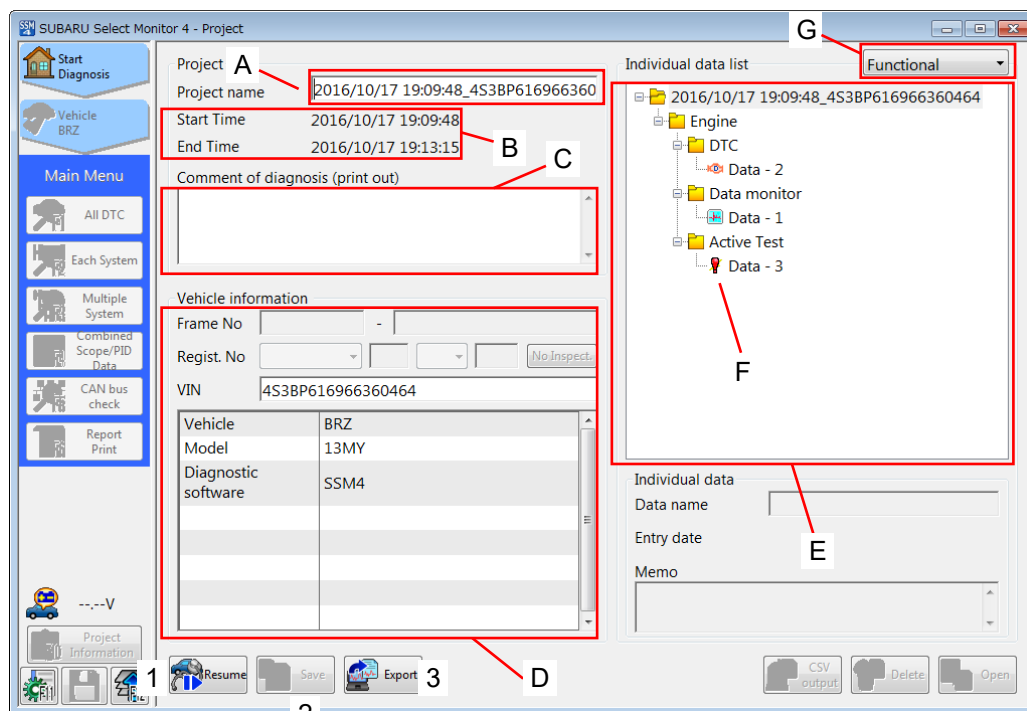 SSM4 SUBARU Select Monitor 4 - Project
G
Start
Diagnosis
Vehicle
BRZ
Main Menu
All DTC
Each System
Multiple
System
Combined
Scope/PID
Data
CAN bus
check
Report
Print
--.--V
Project
Information
F11
F12
Project
A
Project name
2016/10/17 19:09:48_4S3BP616966360
Start Time 2016/10/17 19:09:48
End Time 2016/10/17 19:13:15
B
C
Comment of diagnosis (print out)
Vehicle information
Frame No -
Regist. No No Inspect.
VIN 4S3BP616966360464
Vehicle BRZ
Model 13MY
Diagnostic
software SSM4
D
Individual data list Functional
2016/10/17 19:09:48_4S3BP616966360464
Engine
DTC
Data - 2
Data monitor
Data - 1
Active Test
Data - 3
F
E
Individual data
Data name
Entry date
Memo
1 Resume Save Export 3
2
CSV
output
Delete
Open